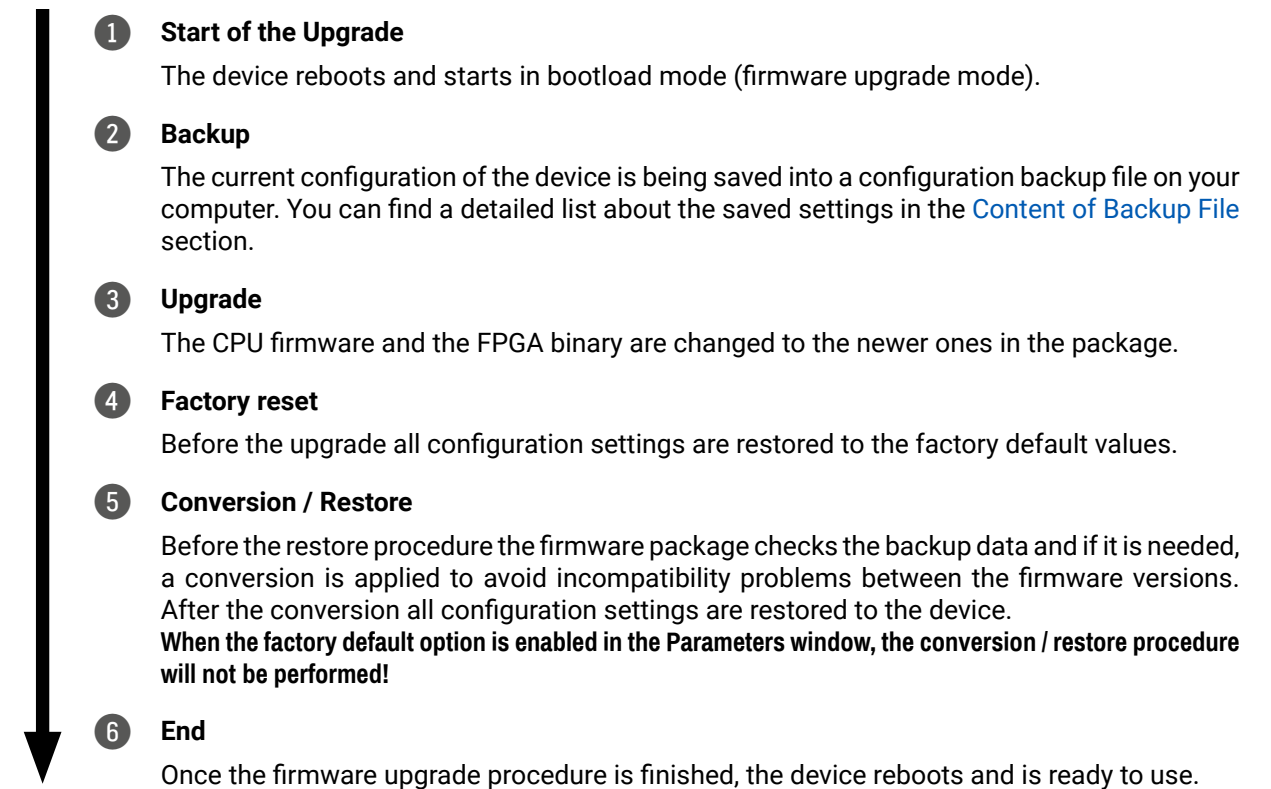 1 Start of the Upgrade
The device reboots and starts in bootload mode (firmware upgrade mode).
2 Backup
The current configuration of the device is being saved into a configuration backup file on your
computer. You can find a detailed list about the saved settings in the Content of Backup File
section.
3 Upgrade
The CPU firmware and the FPGA binary are changed to the newer ones in the package.
4 Factory reset
Before the upgrade all configuration settings are restored to the factory default values.
5 Conversion / Restore
Before the restore procedure the firmware package checks the backup data and if it is needed,
a conversion is applied to avoid incompatibility problems between the firmware versions.
After the conversion all configuration settings are restored to the device.
When the factory default option is enabled in the Parameters window, the conversion / restore procedure
will not be performed!
6 End
Once the firmware upgrade procedure is finished, the device reboots and is ready to use.